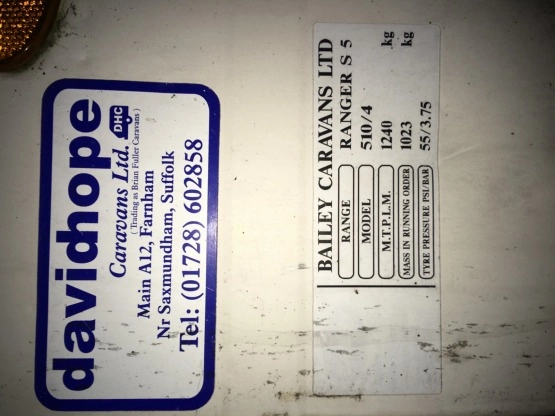 davidhope
Caravans Ltd. DHC
(Trading as Brian Fuller Caravans)
Main A12, Farnham
Nr Saxmundham, Suffolk
Tel: (01728) 602858
BAILEY CARAVANS LTD
RANGE RANGER S 5
MODEL 510/4
M.T.P.L.M. 1240 kg
MASS IN RUNNING ORDER 1023 kg
TYRE PRESSURE PSI/BAR 55/3.75